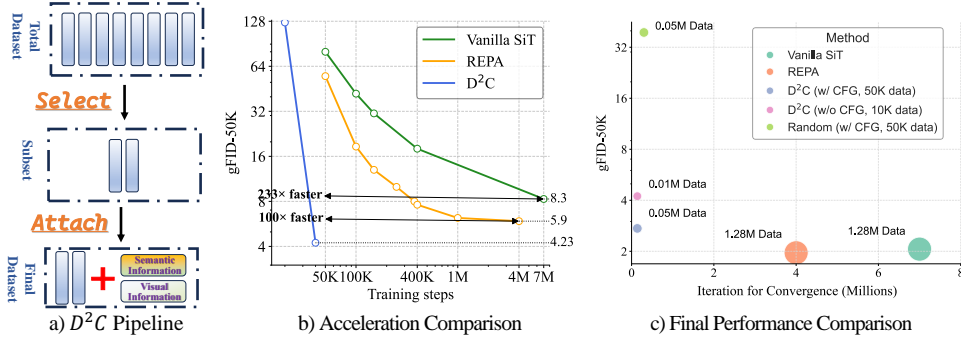 Total
Dataset
Select
Subset
Attach
Final
Dataset
+
Semantic
Information
Visual
Information
a) D²C Pipeline
128
64
32
16
8
4
gFID-50K
Vanilla SiT
REPA
D²C
233× faster
100× faster
8.3
5.9
4.23
50K 100K 400K 1M 4M 7M
Training steps
b) Acceleration Comparison
32
16
8
4
2
gFID-50K
0.05M Data
Method
Vanilla SiT
REPA
D²C (w/ CFG, 50K data)
D²C (w/o CFG, 10K data)
Random (w/ CFG, 50K data)
0.01M Data
0.05M Data
1.28M Data
1.28M Data
0 2 4 6 8
Iteration for Convergence (Millions)
c) Final Performance Comparison